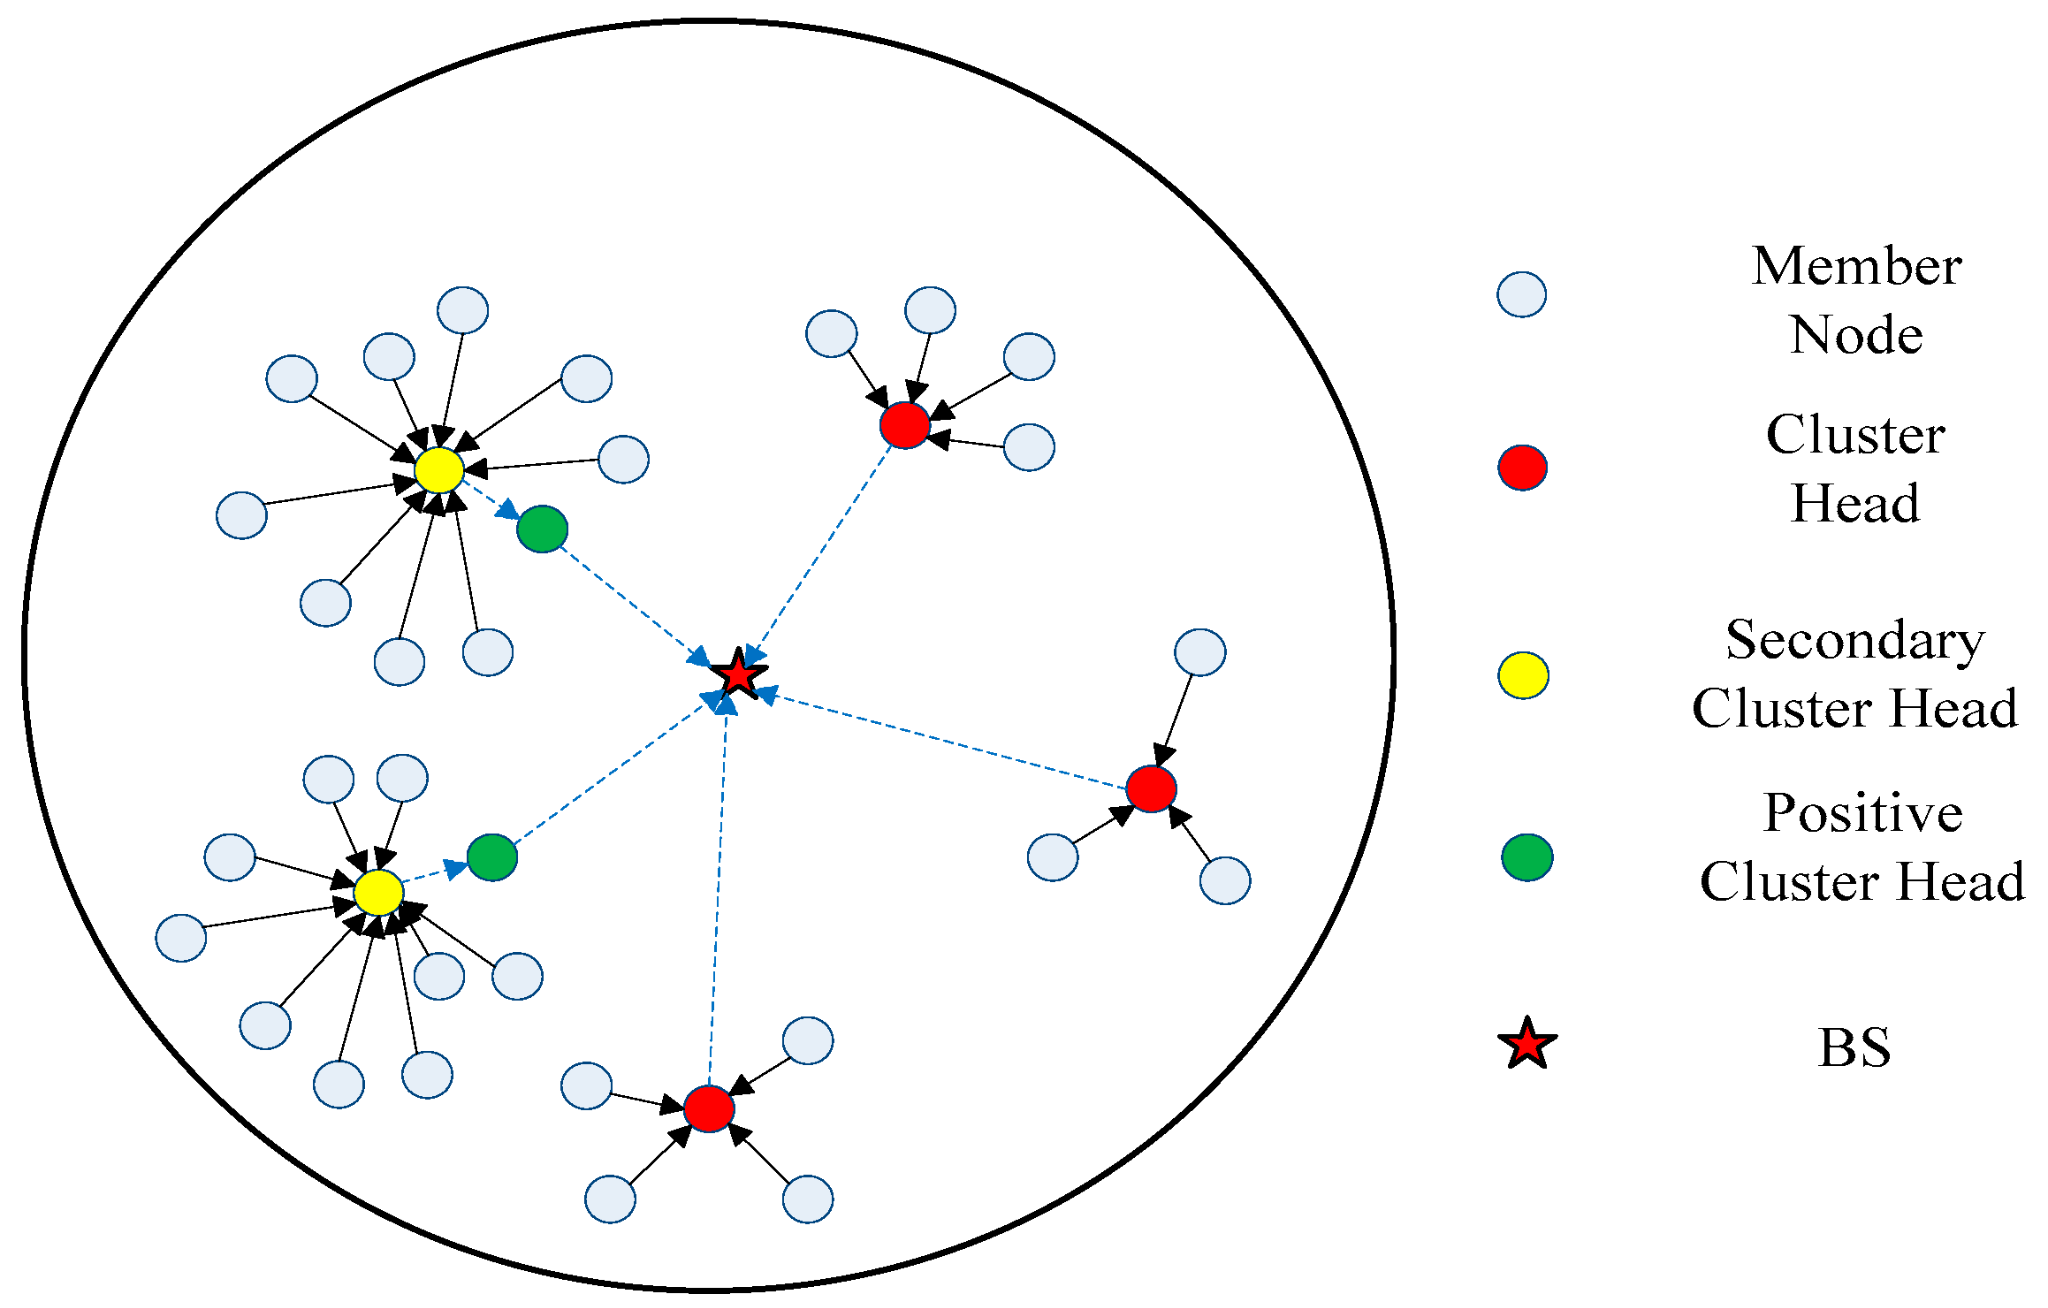 Member
Node
Cluster
Head
Secondary
Cluster Head
Positive
Cluster Head
BS